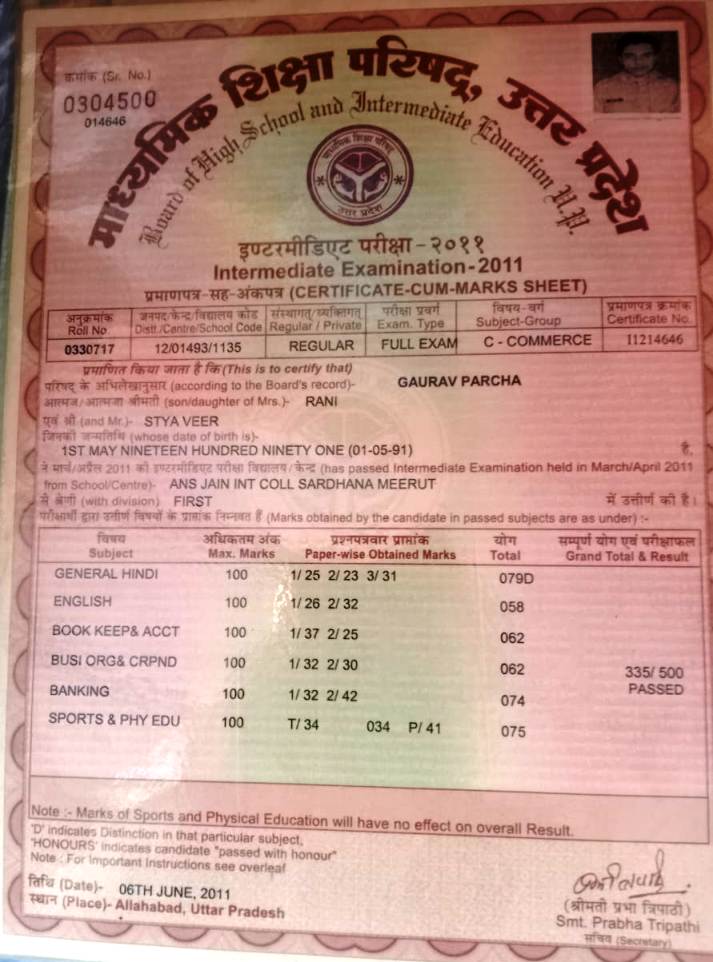 क्रमांक (Sr. No.)
0304500
014646
माध्यमिक शिक्षा परिषद्, उत्तर प्रदेश
Board of High School and Intermediate Education U.P.
माध्यमिक शिक्षा परिषद
उत्तर प्रदेश
इण्टरमीडिएट परीक्षा - २०११
Intermediate Examination - 2011
प्रमाणपत्र-सह-अंकपत्र (CERTIFICATE-CUM-MARKS SHEET)
अनुक्रमांक जनपद/केन्द्र/विद्यालय कोड संस्थागत/व्यक्तिगत परीक्षा प्रवर्ग विषय-वर्ग प्रमाणपत्र क्रमांक
Roll No. Distt./Centre/School Code Regular / Private Exam. Type Subject-Group Certificate No.
0330717 12/01493/1135 REGULAR FULL EXAM C - COMMERCE 11214646
प्रमाणित किया जाता है कि (This is to certify that)
परिषद के अभिलेखानुसार (according to the Board's record)- GAURAV PARCHA
आत्मज/आत्मजा श्रीमती (son/daughter of Mrs.)- RANI
एवं श्री (and Mr.)- STYA VEER
जिनकी जन्मतिथि (whose date of birth is)-
1ST MAY NINETEEN HUNDRED NINETY ONE (01-05-91) है,
ने मार्च/अप्रैल 2011 की इण्टरमीडिएट परीक्षा विद्यालय/केन्द्र (has passed Intermediate Examination held in March/April 2011
from School/Centre)- ANS JAIN INT COLL SARDHANA MEERUT
से श्रेणी (with division) FIRST में उत्तीर्ण की है।
परीक्षार्थी द्वारा उत्तीर्ण विषयों के प्राप्तांक निम्नवत हैं (Marks obtained by the candidate in passed subjects are as under) :-
विषय अधिकतम अंक प्रश्नपत्रवार प्राप्तांक योग सम्पूर्ण योग एवं परीक्षाफल
Subject Max. Marks Paper-wise Obtained Marks Total Grand Total & Result
GENERAL HINDI 100 1/ 25 2/ 23 3/ 31 079D
ENGLISH 100 1/ 26 2/ 32 058
BOOK KEEP& ACCT 100 1/ 37 2/ 25 062
BUSI ORG& CRPND 100 1/ 32 2/ 30 062 335/ 500
BANKING 100 1/ 32 2/ 42 074 PASSED
SPORTS & PHY EDU 100 T/ 34 034 P/ 41 075
Note :- Marks of Sports and Physical Education will have no effect on overall Result.
'D' indicates Distinction in that particular subject,
'HONOURS' indicates candidate "passed with honour"
Note : For Important Instructions see overleaf
तिथि (Date)- 06TH JUNE, 2011
स्थान (Place)- Allahabad, Uttar Pradesh
(श्रीमती प्रभा त्रिपाठी)
Smt. Prabha Tripathi
सचिव (Secretary)